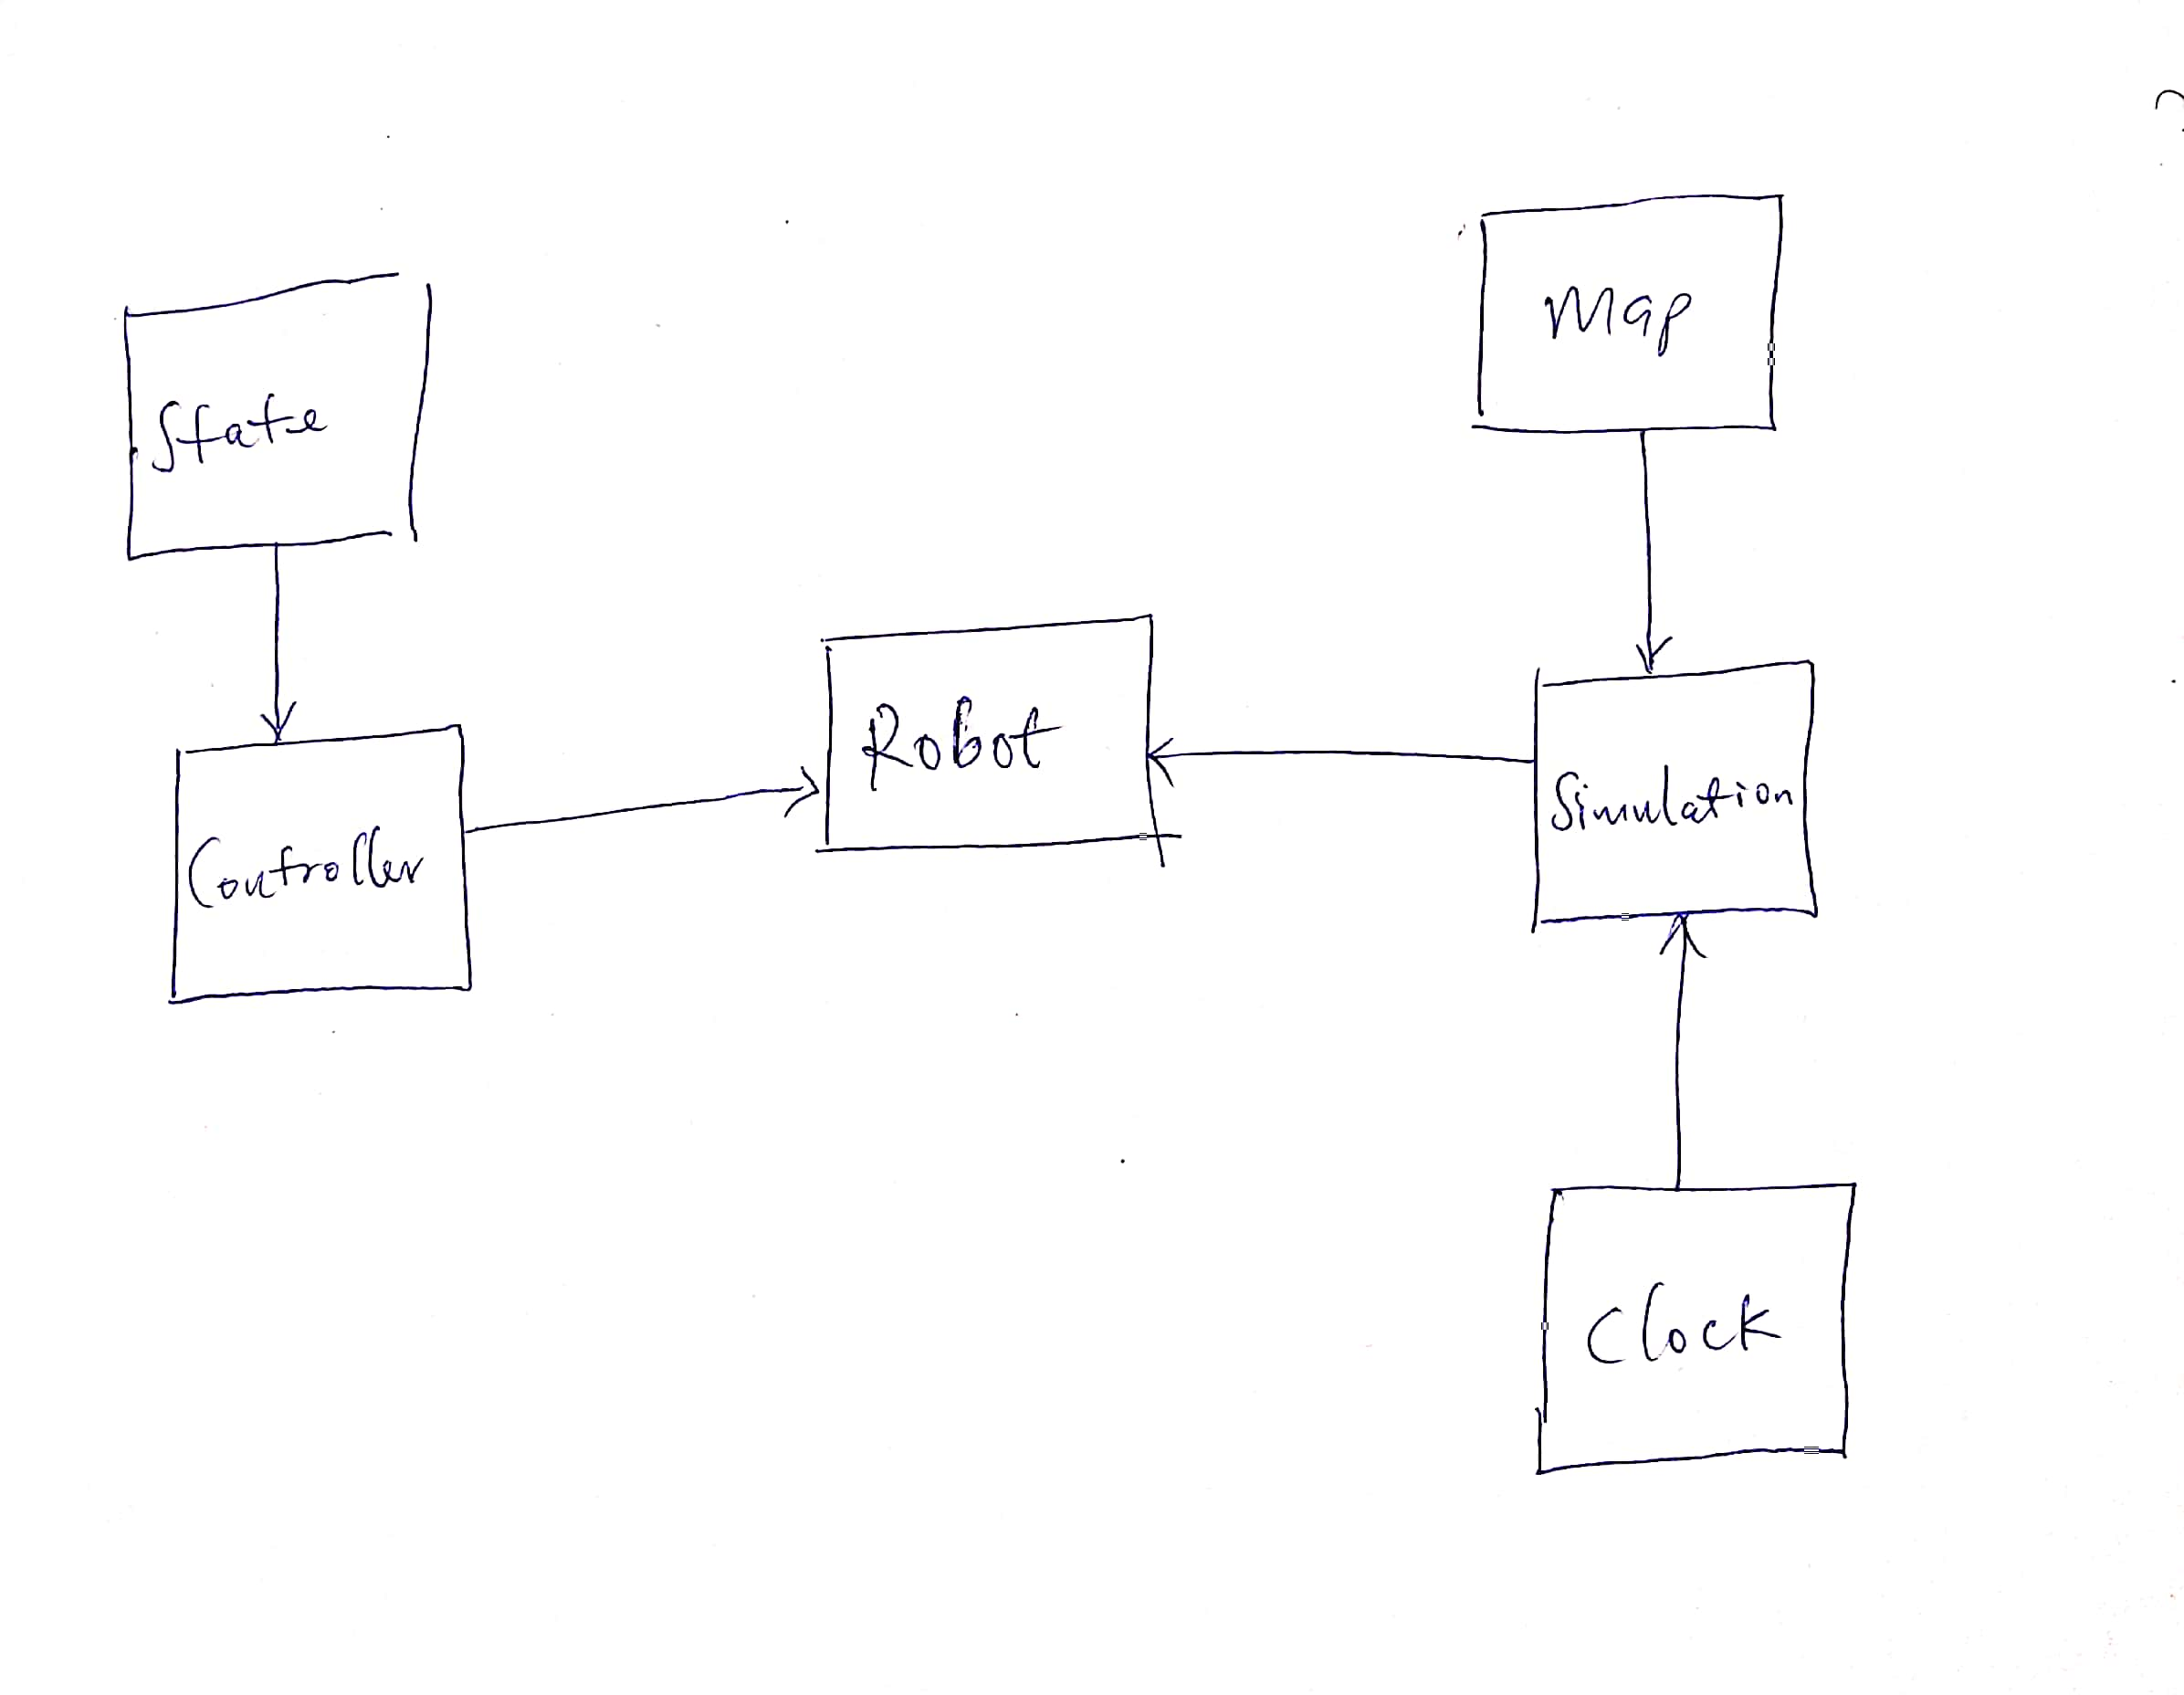 State
Map
Robot
Simulation
Controller
Clock